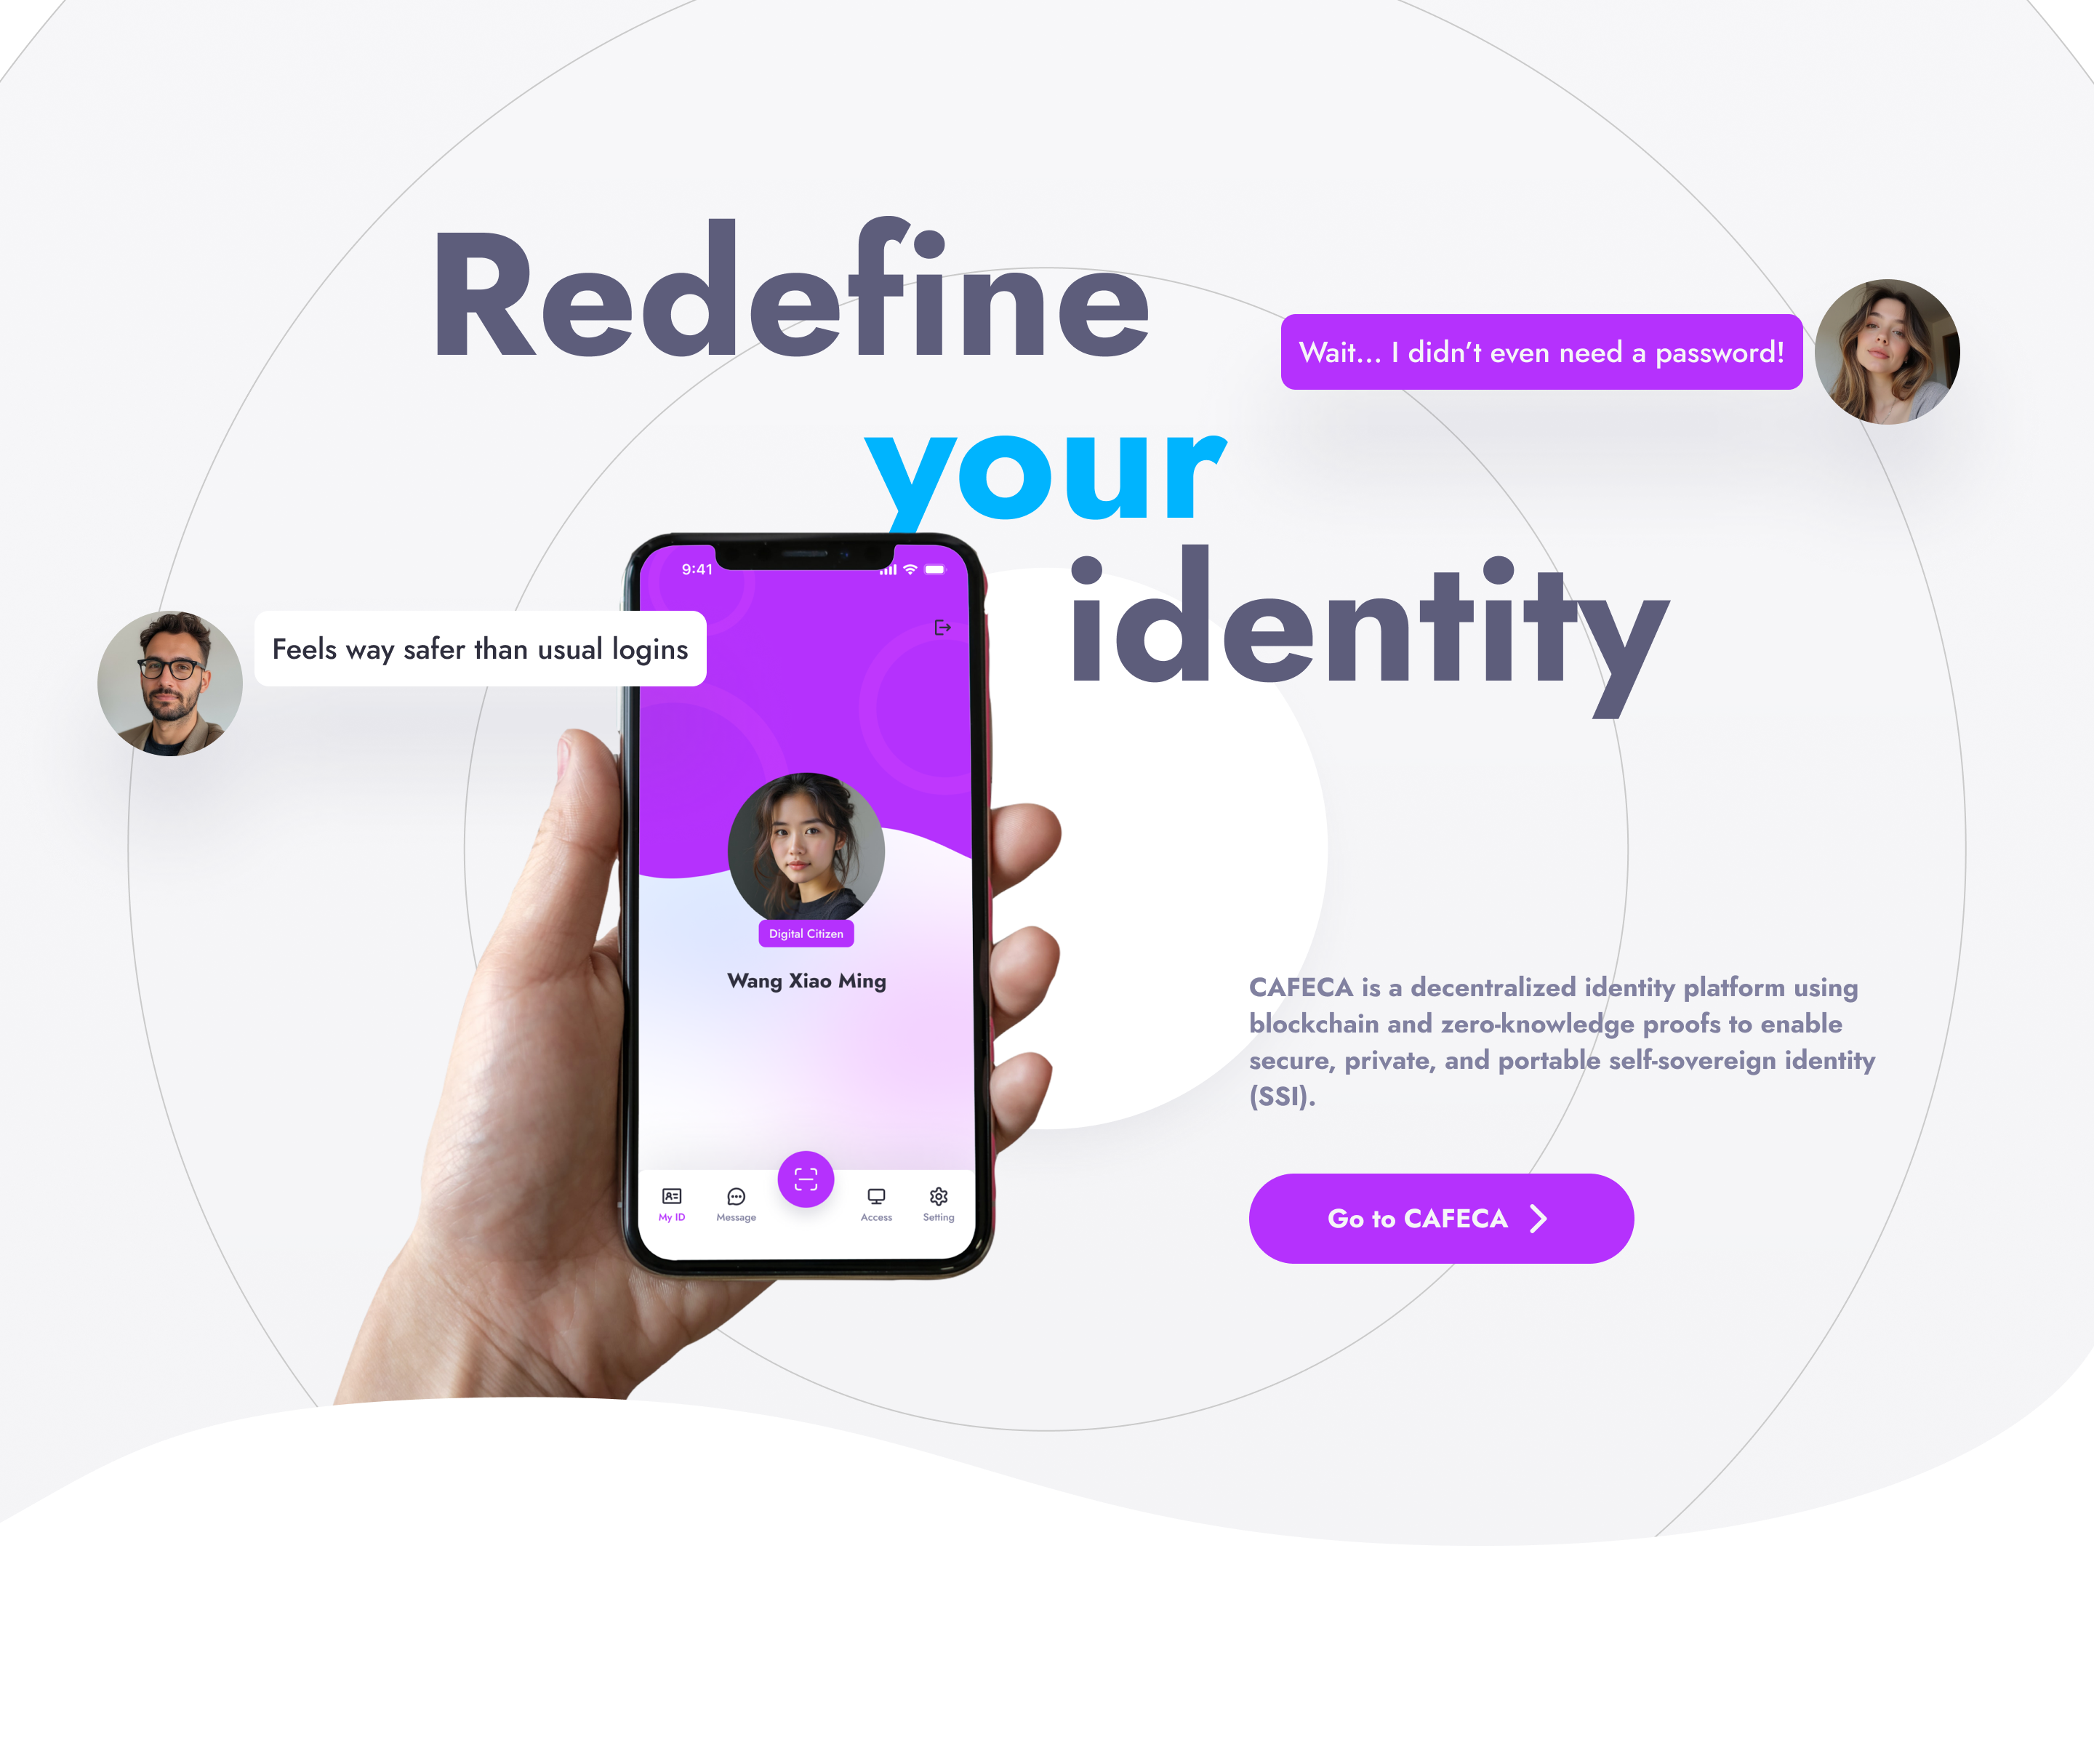 Redefine
your
identity
Wait... I didn't even need a password!
Feels way safer than usual logins
9:41
Digital Citizen
Wang Xiao Ming
My ID
Message
Access
Setting
CAFECA is a decentralized identity platform using
blockchain and zero-knowledge proofs to enable
secure, private, and portable self-sovereign identity
(SSI).
Go to CAFECA